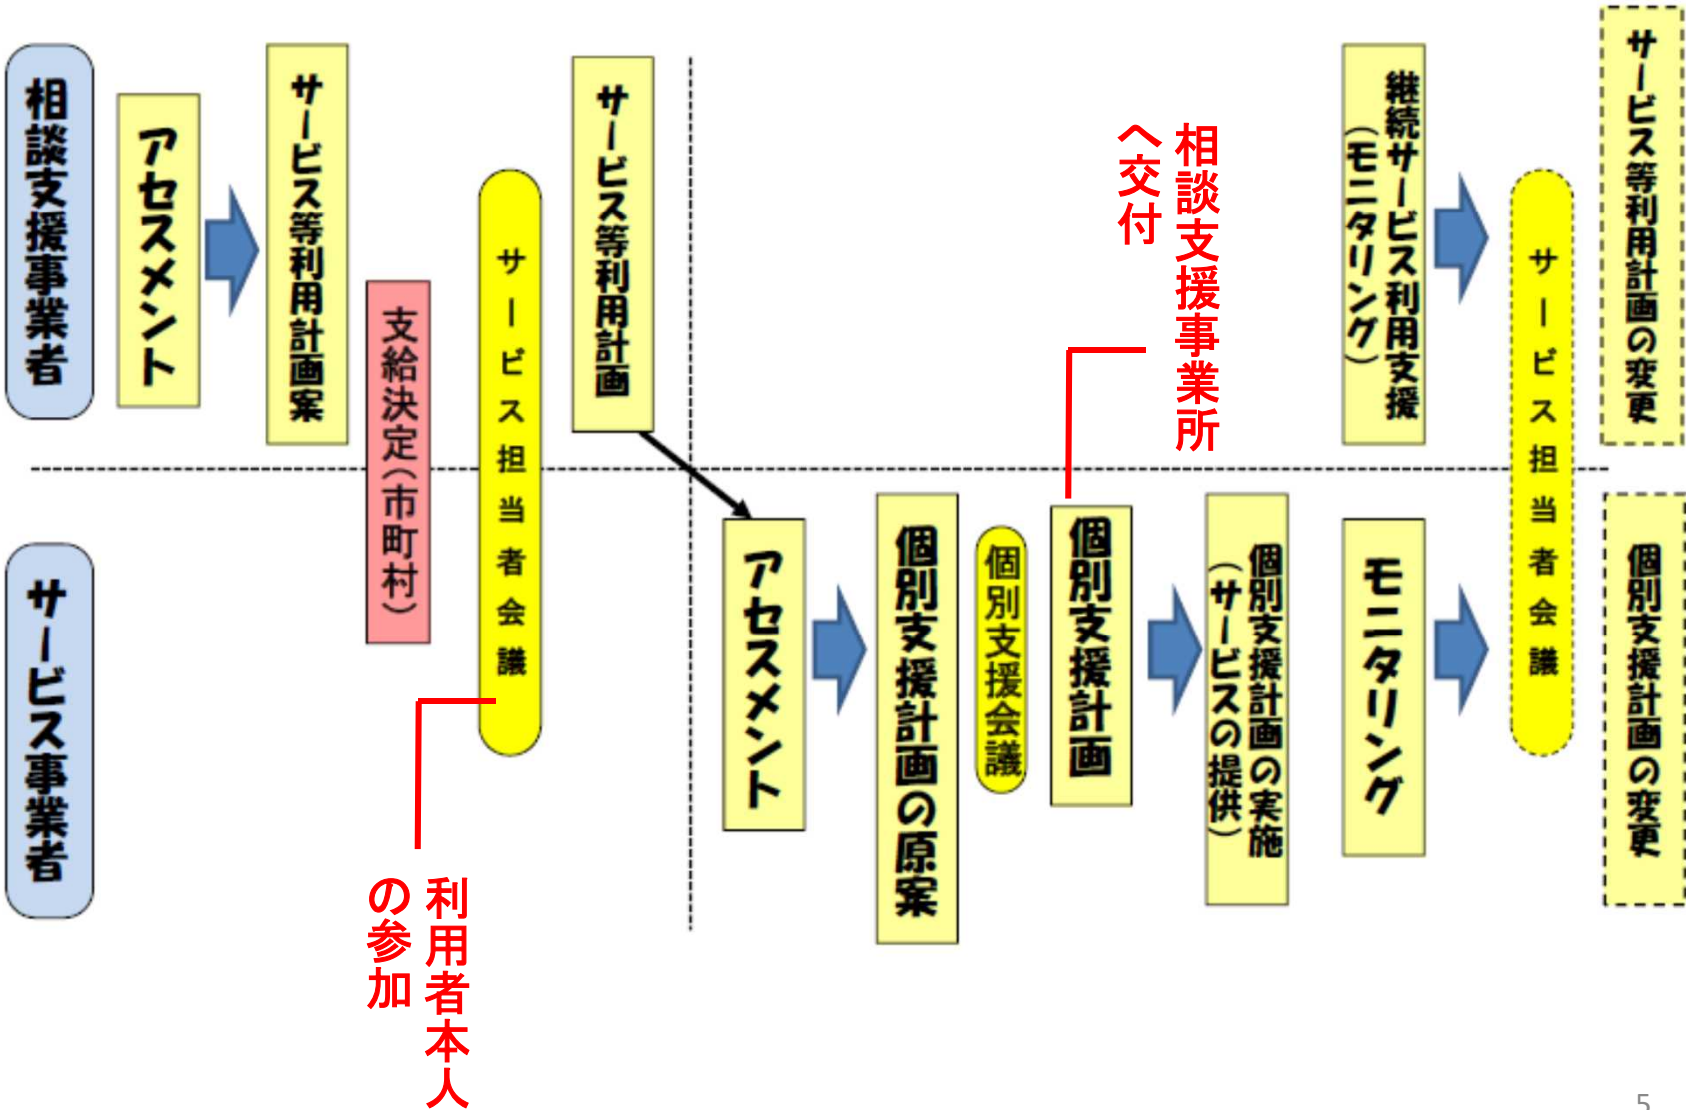 相談支援事業者
アセスメント
サービス等利用計画案
支給決定(市町村)
サービス担当者会議
サービス等利用計画
相談支援事業所
へ交付
継続サービス利用支援
(モニタリング)
サービス担当者会議
サービス等利用計画の変更
サービス事業者
アセスメント
個別支援計画の原案
個別支援会議
個別支援計画
個別支援計画の実施
(サービスの提供)
モニタリング
個別支援計画の変更
利用者本人
の参加
5